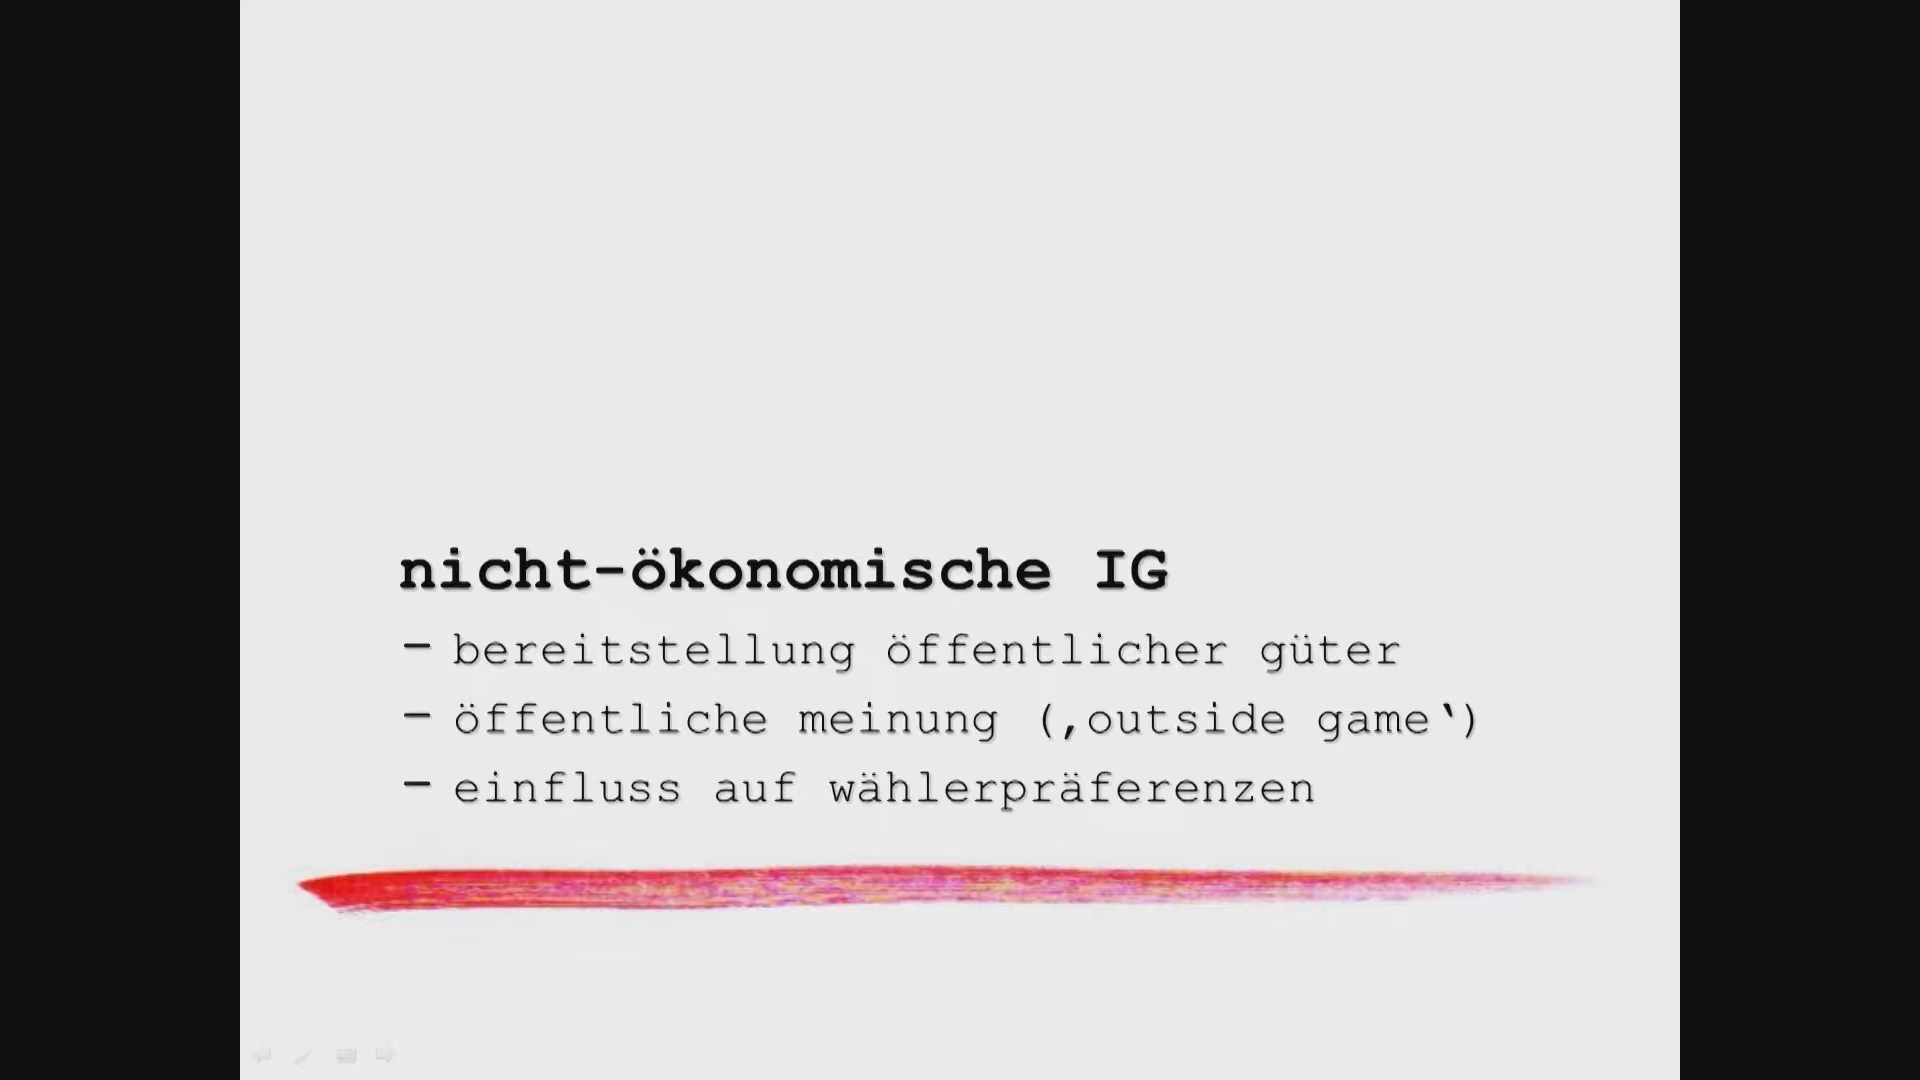 nicht-ökonomische IG
– bereitstellung öffentlicher güter
– öffentliche meinung (‚outside game‛)
– einfluss auf wählerpräferenzen